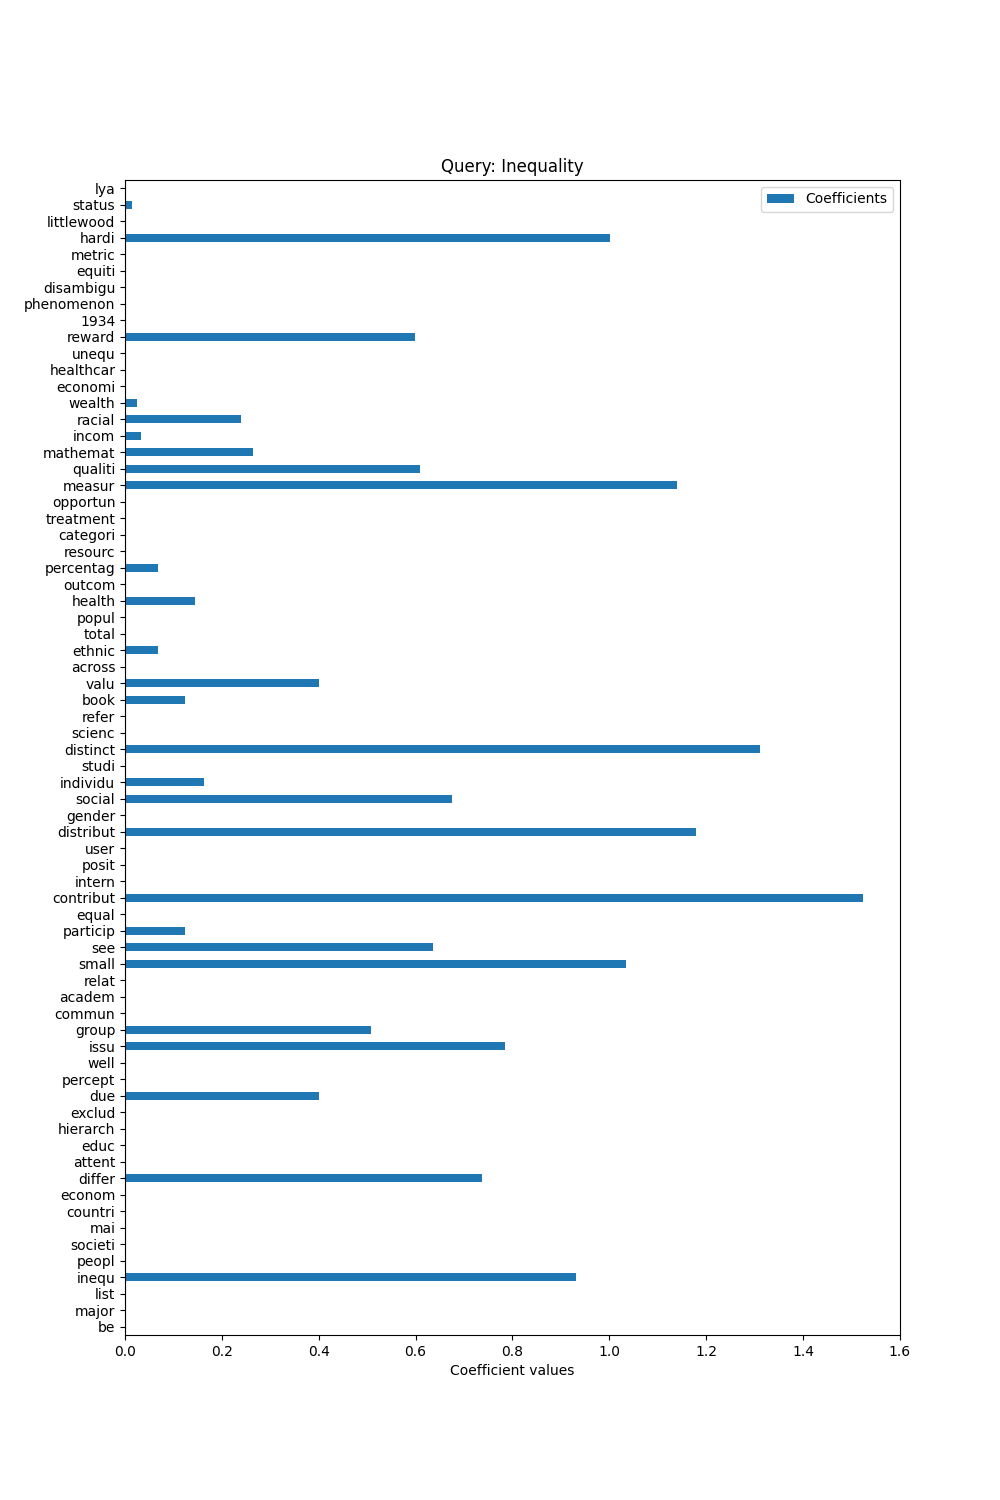 Query: Inequality
Coefficients
lya
status
littlewood
hardi
metric
equiti
disambigu
phenomenon
1934
reward
unequ
healthcar
economi
wealth
racial
incom
mathemat
qualiti
measur
opportun
treatment
categori
resourc
percentag
outcom
health
popul
total
ethnic
across
valu
book
refer
scienc
distinct
studi
individu
social
gender
distribut
user
posit
intern
contribut
equal
particip
see
small
relat
academ
commun
group
issu
well
percept
due
exclud
hierarch
educ
attent
differ
econom
countri
mai
societi
peopl
inequ
list
major
be
0.0 0.2 0.4 0.6 0.8 1.0 1.2 1.4 1.6
Coefficient values